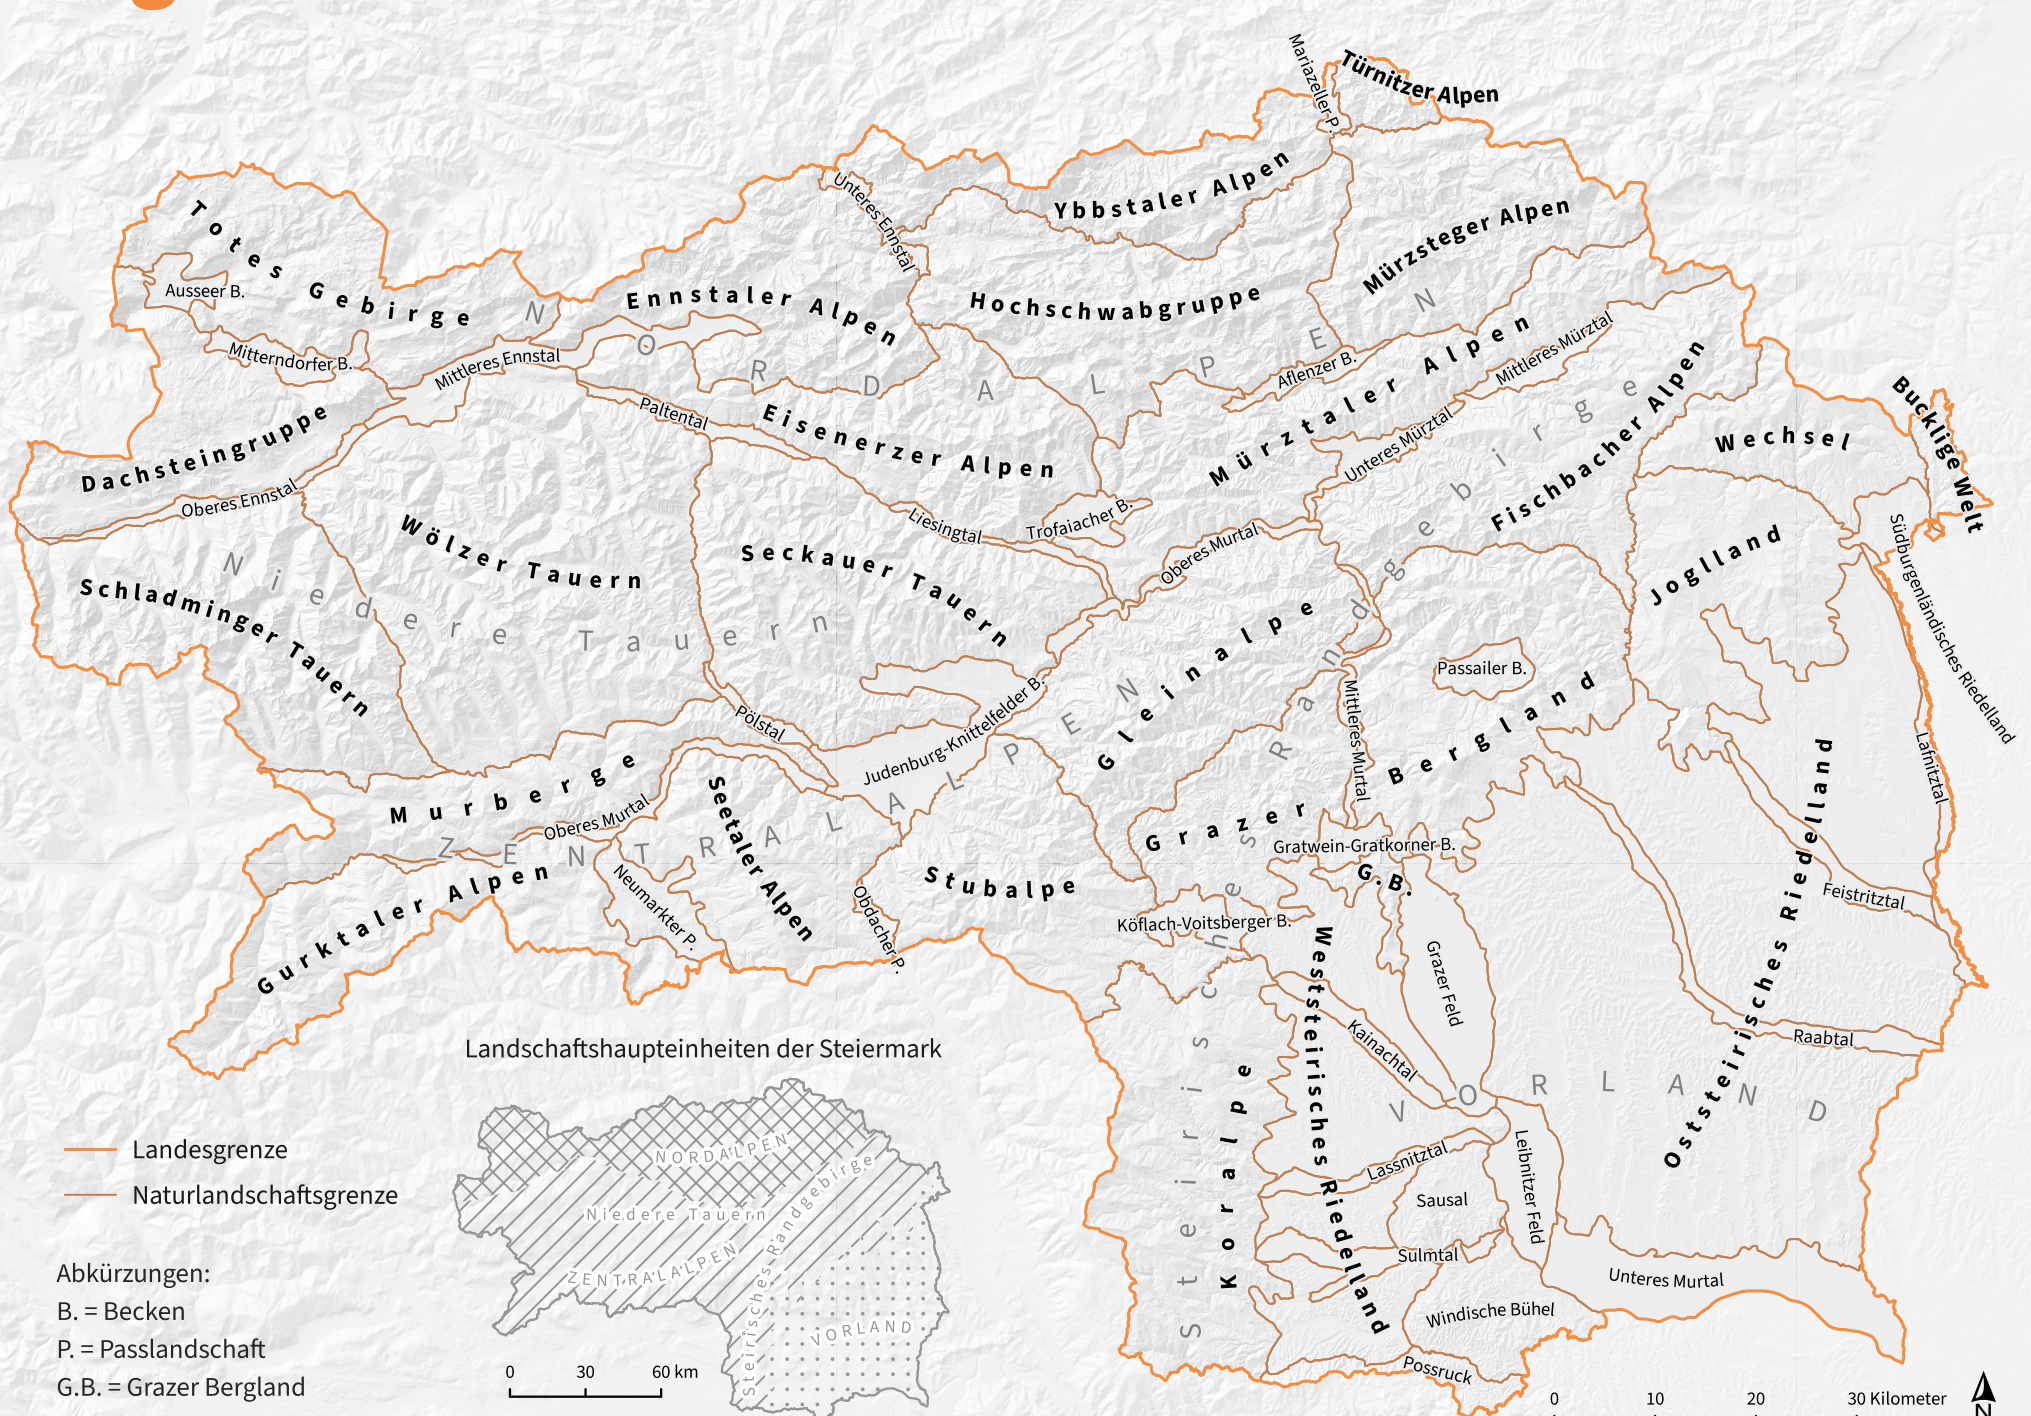 Mariazeller P.
Türnitzer Alpen
Ybbstaler Alpen
Unteres Ennstal
Totes Gebirge
Mürzsteger Alpen
Ausseer B.
Ennstaler Alpen
Hochschwabgruppe
NORDALPEN
Mitterndorfer B.
Mittleres Ennstal
Aflenzer B.
Mürztaler Alpen
Mittleres Mürztal
Dachsteingruppe
Paltental
Eisenerzer Alpen
Unteres Mürztal
Fischbacher Alpen
Wechsel
Bucklige Welt
Oberes Ennstal
Wölzer Tauern
Liesingtal
Trofaiacher B.
Seckauer Tauern
Oberes Murtal
Joglland
Südburgenländisches Riedelland
Schladminger Tauern
Niedere Tauern
Gleinalpe
Passailer B.
Steirisches Randgebirge
Pölstal
Judenburg-Knittelfelder B.
Mittleres Murtal
Grazer Bergland
Lafnitztal
Murberge
Oberes Murtal
Seetaler Alpen
ZENTRALALPEN
Gratwein-Gratkorner B.
G.B.
Gurktaler Alpen
Neumarkter P.
Obdacher P.
Stubalpe
Köflach-Voitsberger B.
Feistritztal
Grazer Feld
Weststeirisches Riedelland
Oststeirisches Riedelland
Kainachtal
Raabtal
Koralpe
VORLAND
Lassnitztal
Leibnitzer Feld
Sausal
Sulmtal
Unteres Murtal
Windische Bühel
Possruck
Landschaftshaupteinheiten der Steiermark
NORDALPEN
Niedere Tauern
ZENTRALALPEN
Steirisches Randgebirge
VORLAND
0 30 60 km
Landesgrenze
Naturlandschaftsgrenze
Abkürzungen:
B. = Becken
P. = Passlandschaft
G.B. = Grazer Bergland
0 10 20 30 Kilometer
N